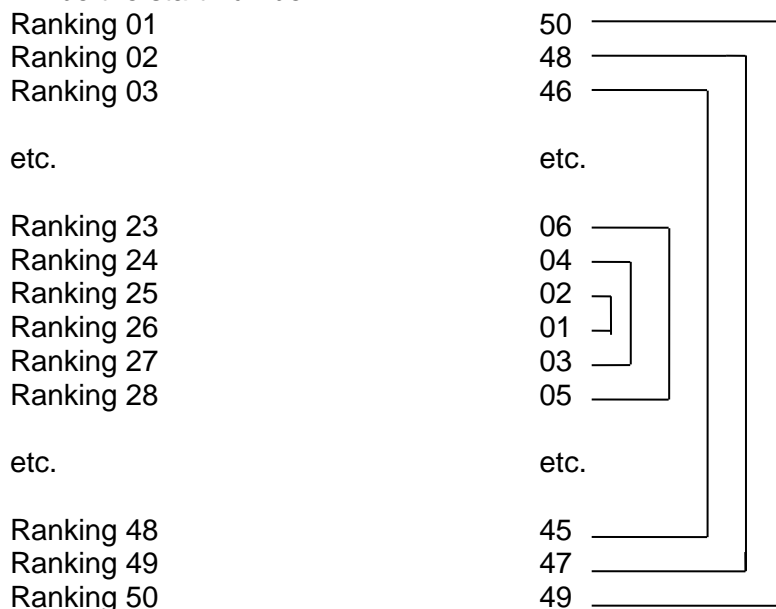 Ranking 01 50
Ranking 02 48
Ranking 03 46
etc. etc.
Ranking 23 06
Ranking 24 04
Ranking 25 02
Ranking 26 01
Ranking 27 03
Ranking 28 05
etc. etc.
Ranking 48 45
Ranking 49 47
Ranking 50 49